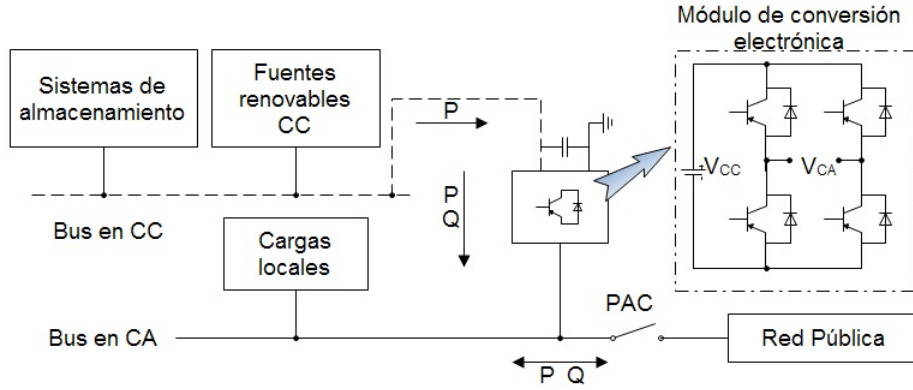 Módulo de conversión
electrónica
Sistemas de
almacenamiento
Fuentes
renovables
CC
P
VCC
VCA
P
Q
Bus en CC
Cargas
locales
PAC
Bus en CA
Red Pública
P Q